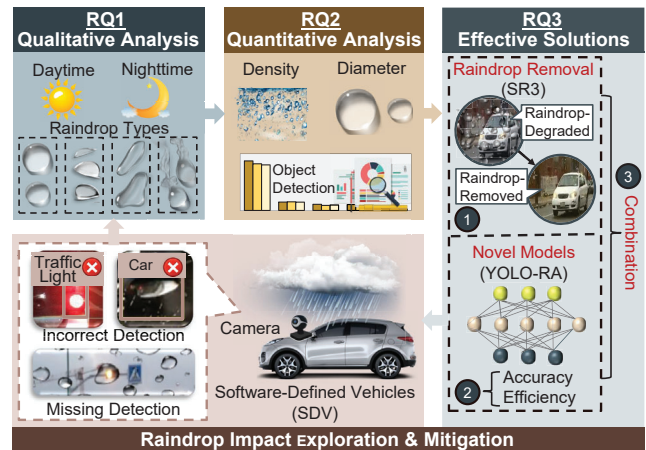 RQ1
Qualitative Analysis
Daytime
Nighttime
Raindrop Types
RQ2
Quantitative Analysis
Density
Diameter
Object
Detection
RQ3
Effective Solutions
Raindrop Removal
(SR3)
Raindrop-
Degraded
Raindrop-
Removed
1
3
Combination
Novel Models
(YOLO-RA)
2
Accuracy
Efficiency
Traffic
Light
Car
Incorrect Detection
Missing Detection
Camera
Software-Defined Vehicles
(SDV)
Raindrop Impact Exploration & Mitigation